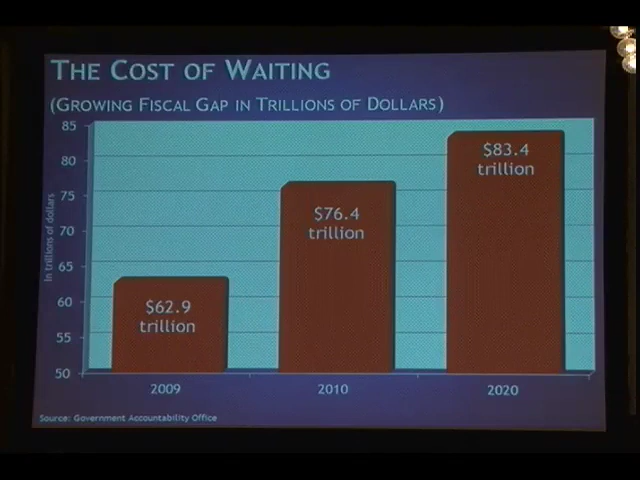 THE COST OF WAITING
(GROWING FISCAL GAP IN TRILLIONS OF DOLLARS)
In trillions of dollars
85
80
75
70
65
60
55
50
$62.9
trillion
$76.4
trillion
$83.4
trillion
2009
2010
2020
Source: Government Accountability Office